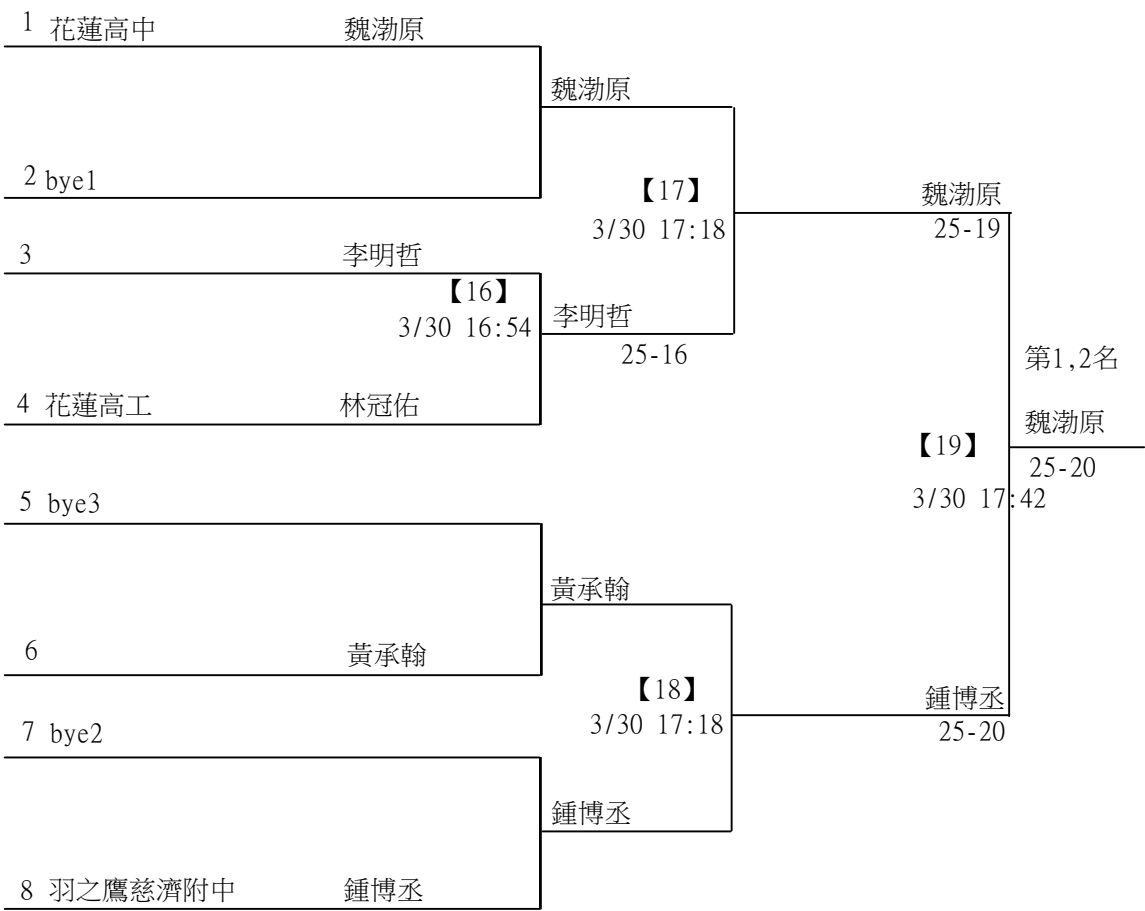 1 花蓮高中 魏渤原
魏渤原
2 bye1
【17】
3/30 17:18
魏渤原
25-19
3 李明哲
【16】
3/30 16:54
李明哲
25-16
4 花蓮高工 林冠佑
第1,2名
魏渤原
25-20
【19】
3/30 17:42
5 bye3
黃承翰
6 黃承翰
【18】
3/30 17:18
鍾博丞
25-20
7 bye2
鍾博丞
8 羽之鷹慈濟附中 鍾博丞